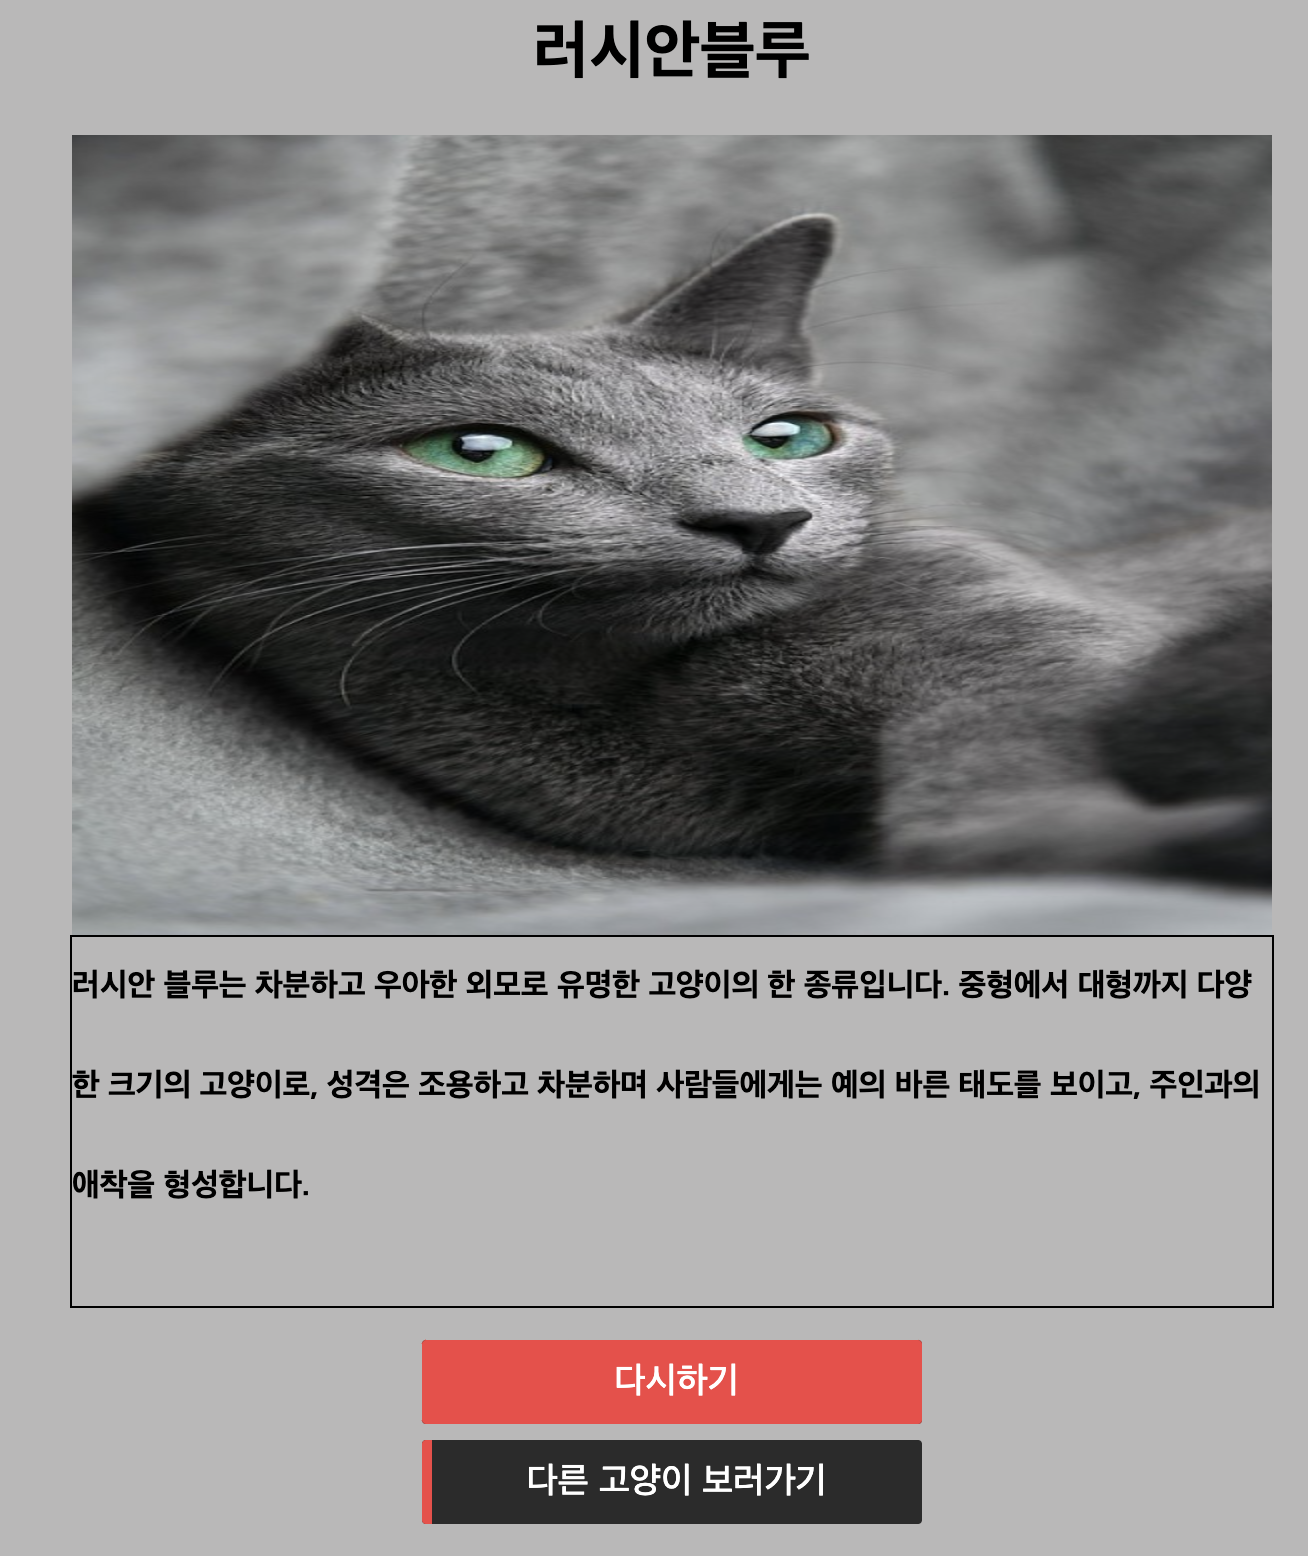 러시안블루
러시안 블루는 차분하고 우아한 외모로 유명한 고양이의 한 종류입니다. 중형에서 대형까지 다양
한 크기의 고양이로, 성격은 조용하고 차분하며 사람들에게는 예의 바른 태도를 보이고, 주인과의
애착을 형성합니다.
다시하기
다른 고양이 보러가기